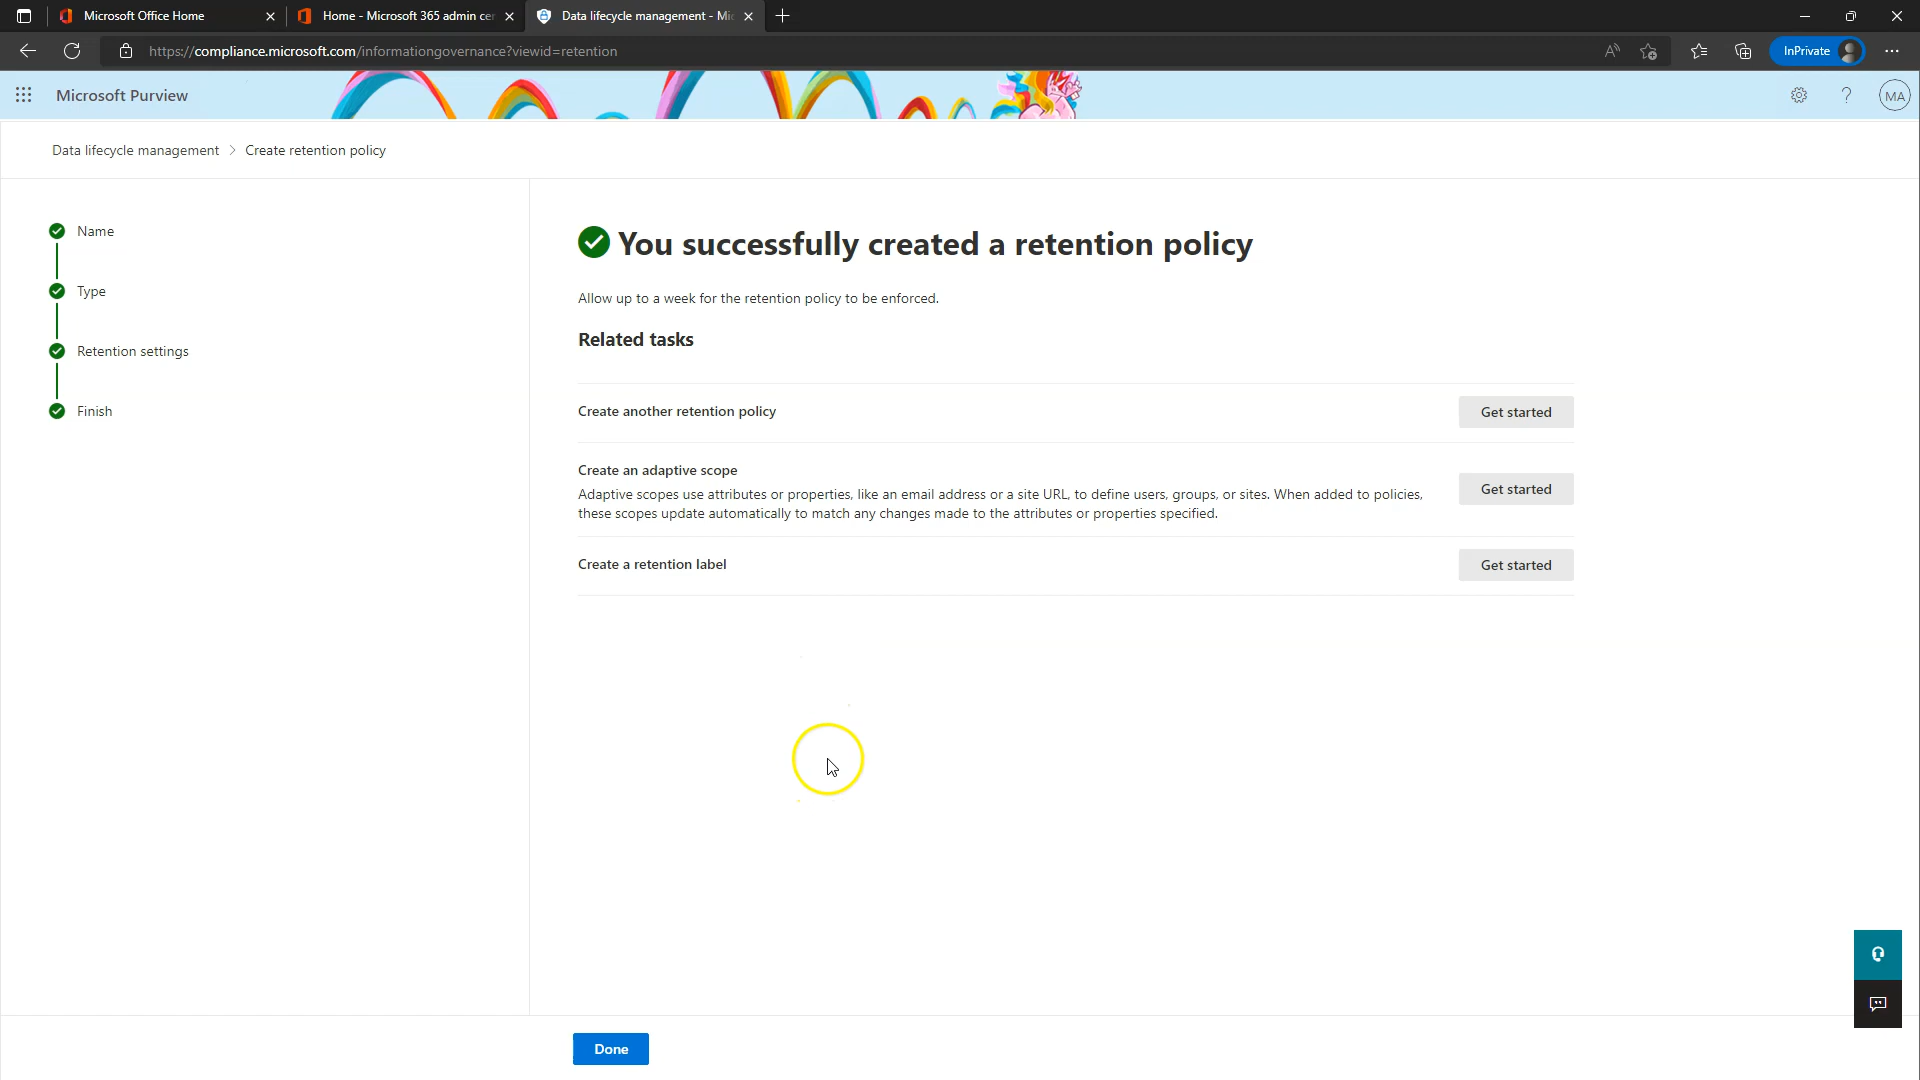 Microsoft Office Home
Home - Microsoft 365 admin cer
Data lifecycle management - Mi
https://compliance.microsoft.com/informationgovernance?viewid=retention
InPrivate
Microsoft Purview
MA
Data lifecycle management > Create retention policy
Name
Type
Retention settings
Finish
You successfully created a retention policy
Allow up to a week for the retention policy to be enforced.
Related tasks
Create another retention policy
Get started
Create an adaptive scope
Adaptive scopes use attributes or properties, like an email address or a site URL, to define users, groups, or sites. When added to policies,
these scopes update automatically to match any changes made to the attributes or properties specified.
Get started
Create a retention label
Get started
Done